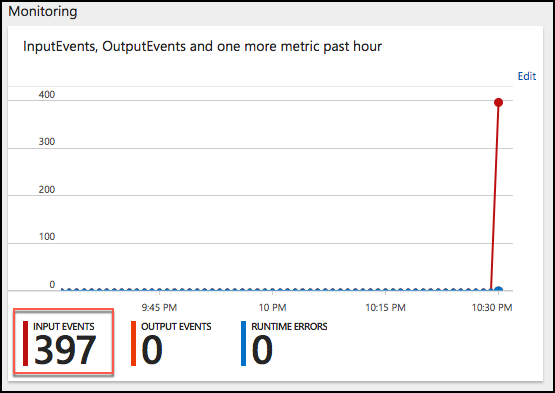 Monitoring
InputEvents, OutputEvents and one more metric past hour
Edit
400
300
200
100
0
9:45 PM 10 PM 10:15 PM 10:30 PM
INPUT EVENTS OUTPUT EVENTS RUNTIME ERRORS
397 0 0